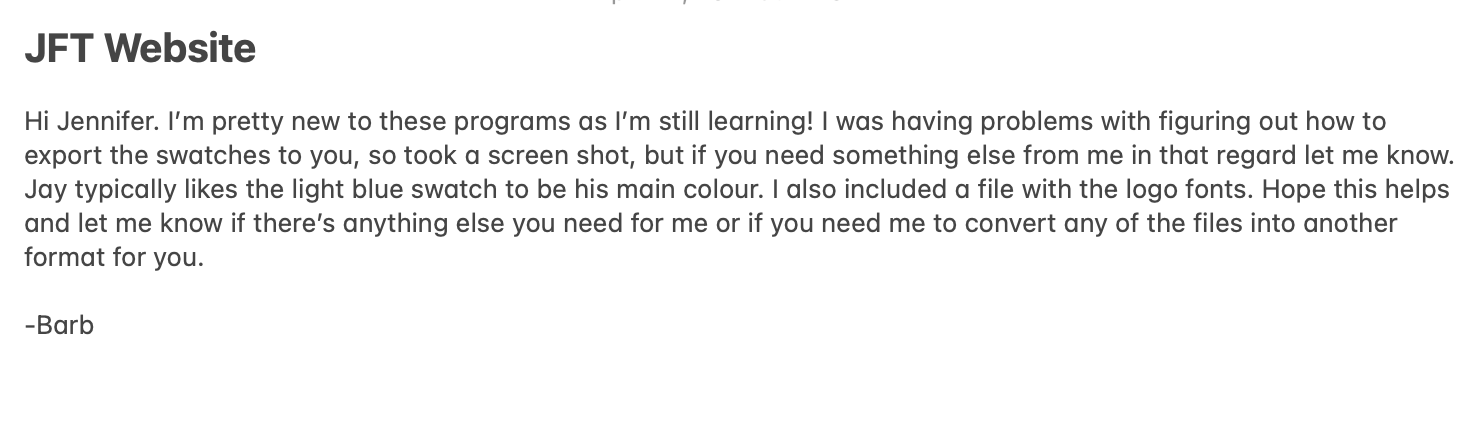 JFT Website
Hi Jennifer. I’m pretty new to these programs as I’m still learning! I was having problems with figuring out how to
export the swatches to you, so took a screen shot, but if you need something else from me in that regard let me know.
Jay typically likes the light blue swatch to be his main colour. I also included a file with the logo fonts. Hope this helps
and let me know if there’s anything else you need for me or if you need me to convert any of the files into another
format for you.
-Barb